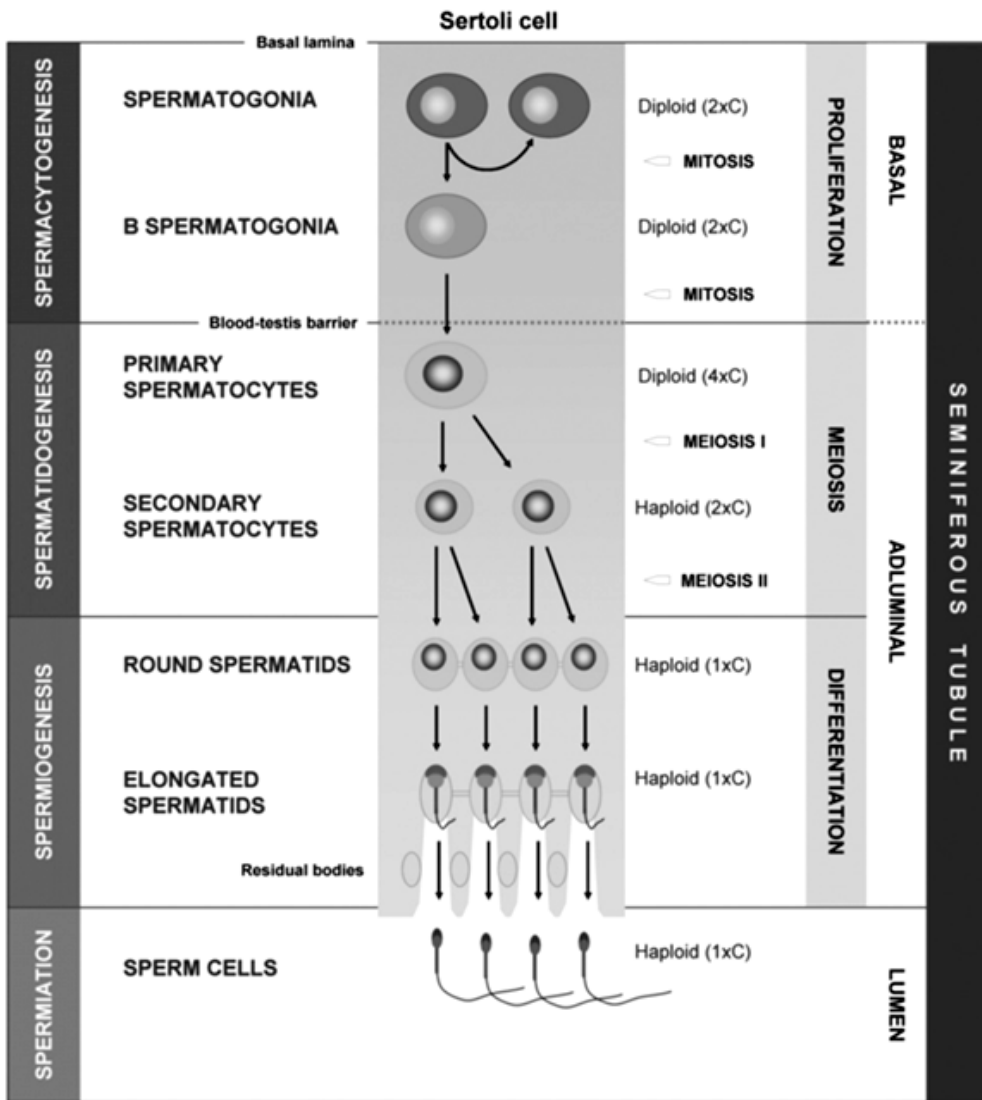 Sertoli cell
Basal lamina
SPERMACYTOGENESIS
SPERMATOGONIA
Diploid (2xC)
MITOSIS
B SPERMATOGONIA
Diploid (2xC)
MITOSIS
PROLIFERATION
BASAL
Blood-testis barrier
SPERMATIDOGENESIS
PRIMARY
SPERMATOCYTES
Diploid (4xC)
MEIOSIS I
SECONDARY
SPERMATOCYTES
Haploid (2xC)
MEIOSIS II
MEIOSIS
ADLUMINAL
SEMINIFEROUS TUBULE
SPERMIOGENESIS
ROUND SPERMATIDS
Haploid (1xC)
ELONGATED
SPERMATIDS
Haploid (1xC)
Residual bodies
DIFFERENTIATION
SPERMIATION
SPERM CELLS
Haploid (1xC)
LUMEN